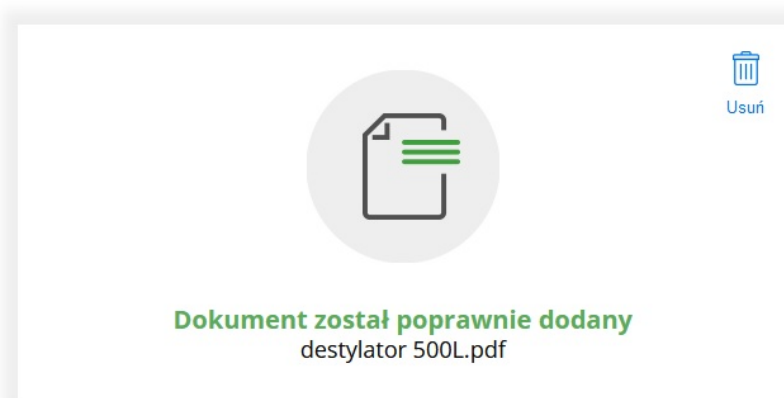 Usuń
Dokument został poprawnie dodany
destylator 500L.pdf